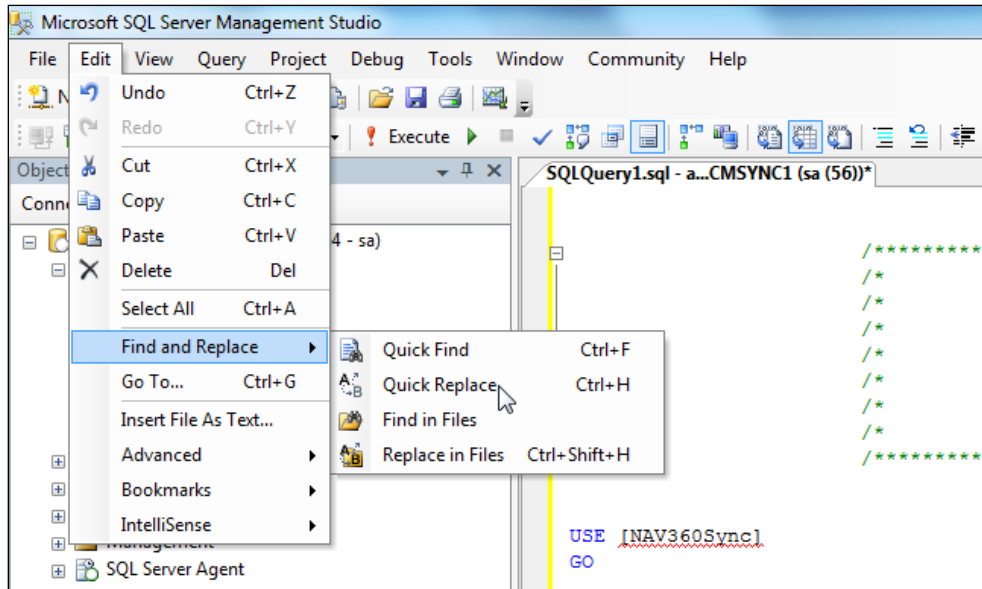 Microsoft SQL Server Management Studio
File Edit View Query Project Debug Tools Window Community Help
Undo Ctrl+Z
Redo Ctrl+Y
Execute
Cut Ctrl+X
Object
SQLQuery1.sql - a...CMSYNC1 (sa (56))*
Copy Ctrl+C
Paste Ctrl+V
4 - sa)
/*********
Delete Del
/*
/*
Select All Ctrl+A
/*
Find and Replace
Quick Find Ctrl+F
/*
Go To... Ctrl+G
Quick Replace Ctrl+H
/*
/*
Insert File As Text...
Find in Files
/*
Advanced
Replace in Files Ctrl+Shift+H
/*********
Bookmarks
IntelliSense
USE [NAV360Sync]
Management
GO
SQL Server Agent